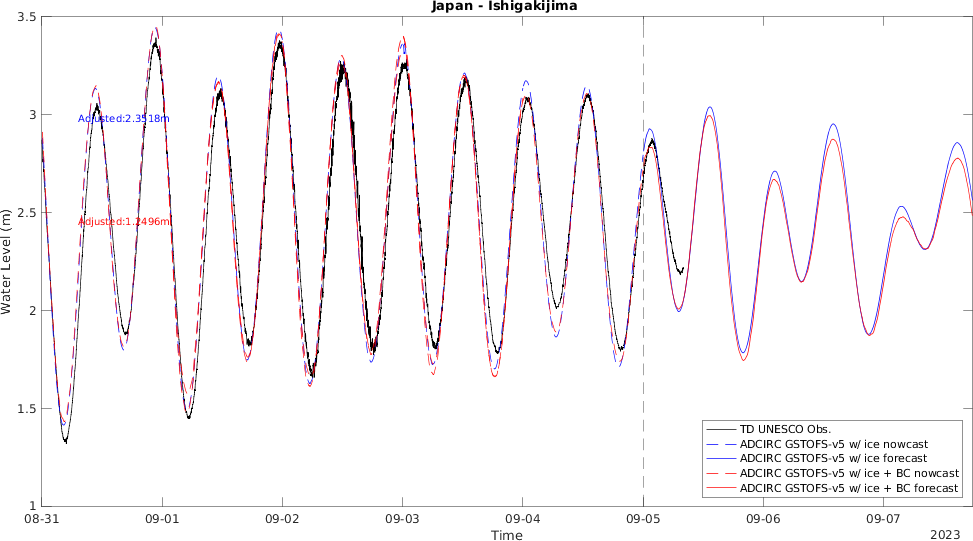 Japan - Ishigakijima
3.5
3
2.5
2
1.5
1
Water Level (m)
Adjusted:2.3518m
Adjusted:1.2496m
TD UNESCO Obs.
ADCIRC GSTOFS-v5 w/ ice nowcast
ADCIRC GSTOFS-v5 w/ ice forecast
ADCIRC GSTOFS-v5 w/ ice + BC nowcast
ADCIRC GSTOFS-v5 w/ ice + BC forecast
08-31 09-01 09-02 09-03 09-04 09-05 09-06 09-07
Time
2023